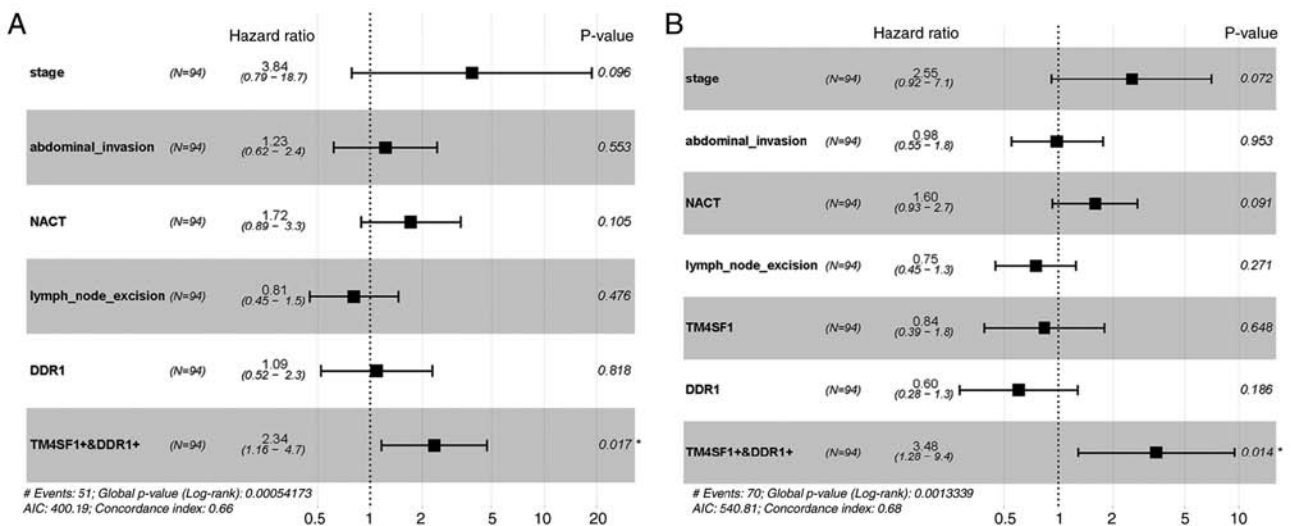 A
Hazard ratio P-value
stage (N=94) 3.84 0.096
(0.79 − 18.7)
abdominal_invasion (N=94) 1.23 0.553
(0.62 − 2.4)
NACT (N=94) 1.72 0.105
(0.89 − 3.3)
lymph_node_excision (N=94) 0.81 0.476
(0.45 − 1.5)
DDR1 (N=94) 1.09 0.818
(0.52 − 2.3)
TM4SF1+&DDR1+ (N=94) 2.34 0.017 *
(1.16 − 4.7)
# Events: 51; Global p-value (Log-rank): 0.00054173
AIC: 400.19; Concordance index: 0.66
0.5 1 2 5 10 20
B
Hazard ratio P-value
stage (N=94) 2.55 0.072
(0.92 − 7.1)
abdominal_invasion (N=94) 0.98 0.953
(0.55 − 1.8)
NACT (N=94) 1.60 0.091
(0.93 − 2.7)
lymph_node_excision (N=94) 0.75 0.271
(0.45 − 1.3)
TM4SF1 (N=94) 0.84 0.648
(0.39 − 1.8)
DDR1 (N=94) 0.60 0.186
(0.28 − 1.3)
TM4SF1+&DDR1+ (N=94) 3.48 0.014 *
(1.28 − 9.4)
# Events: 70; Global p-value (Log-rank): 0.0013339
AIC: 540.81; Concordance index: 0.68
0.5 1 2 5 10